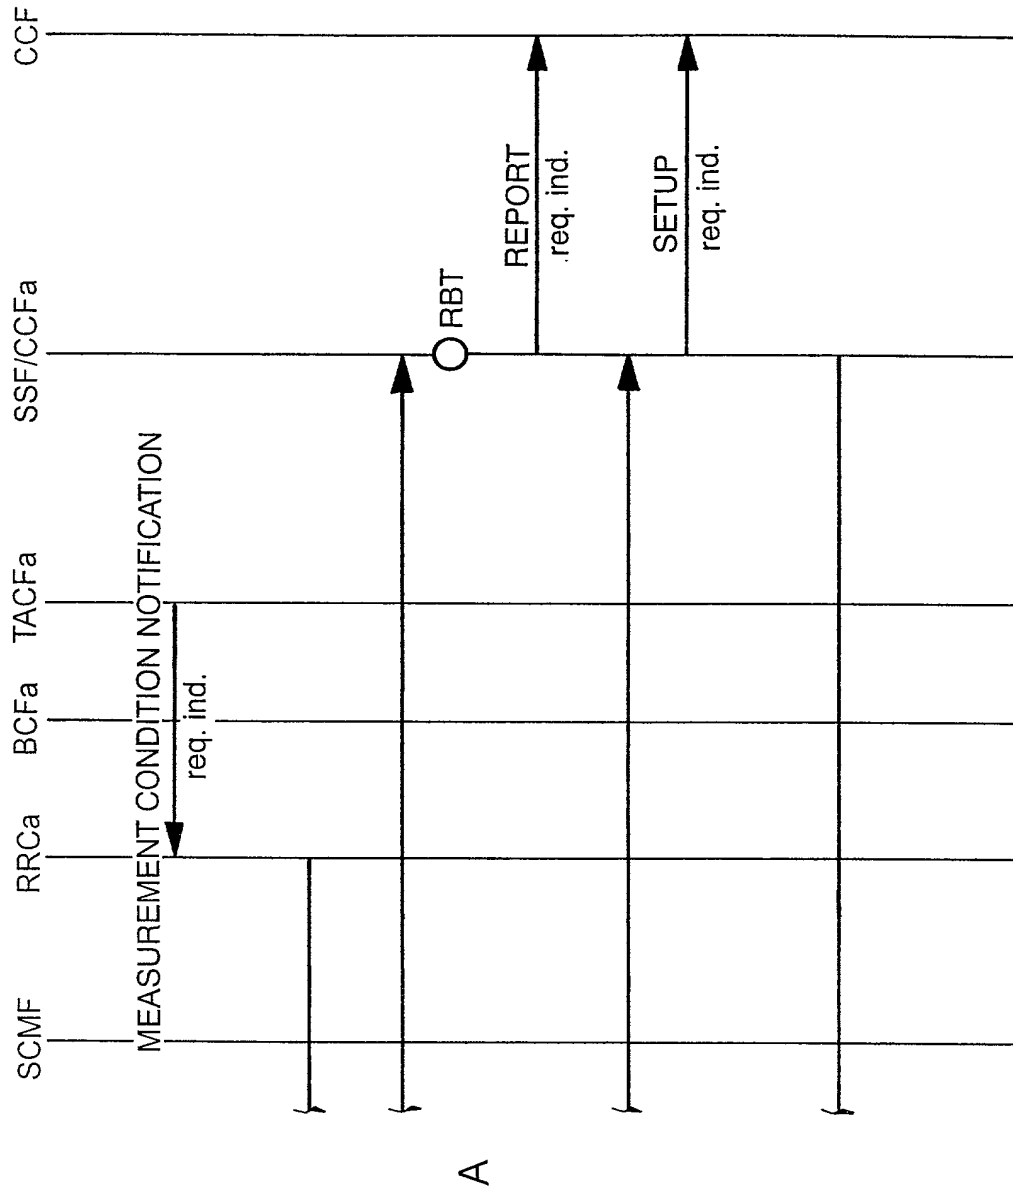 SCMF
RRCa
BCFa
TACFa
SSF/CCFa
CCF
MEASUREMENT CONDITION NOTIFICATION
req. ind.
RBT
REPORT
req. ind.
SETUP
req. ind.
A